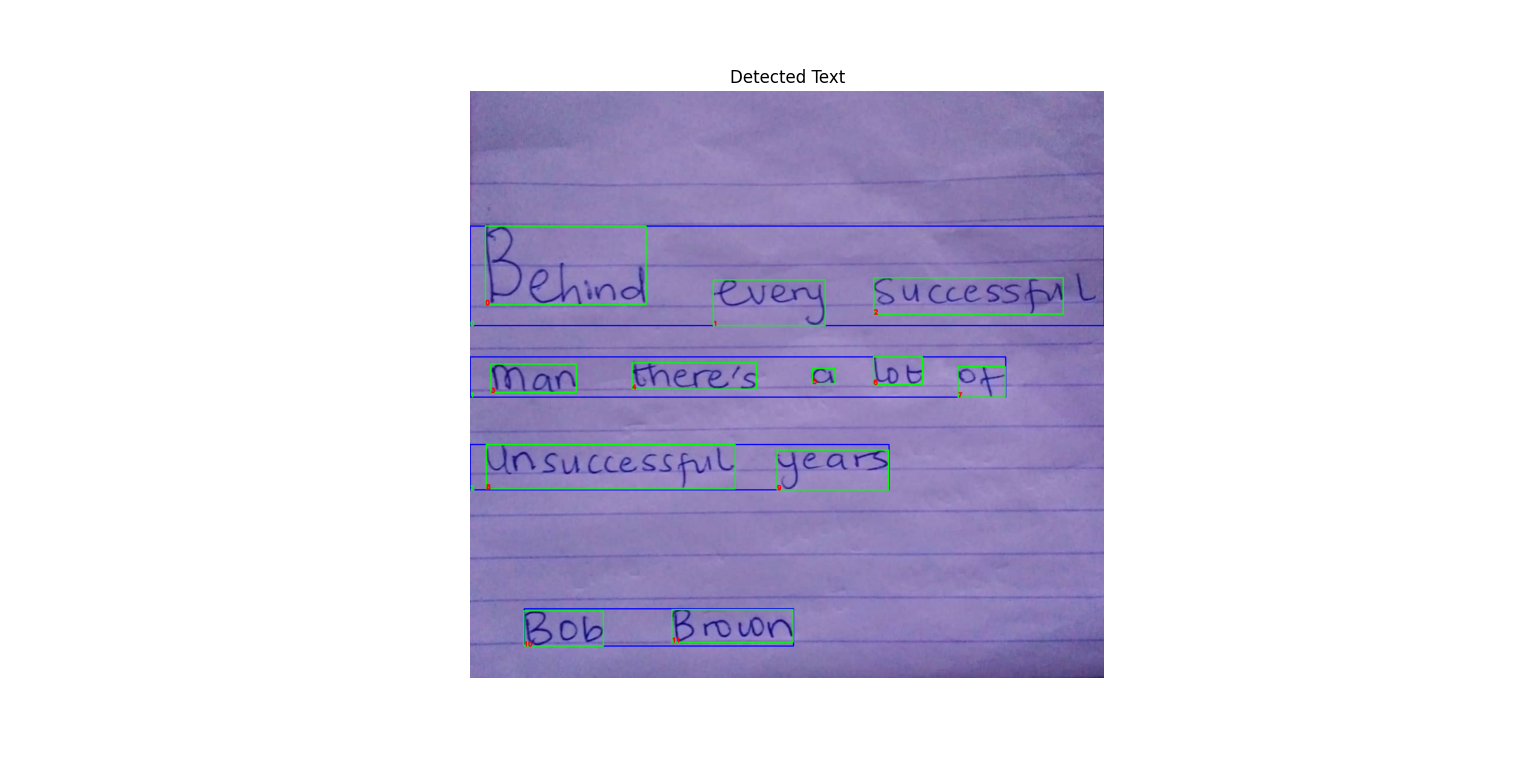 Detected Text
Behind every successful
man there's a lot of
unsuccessful years
Bob Brown